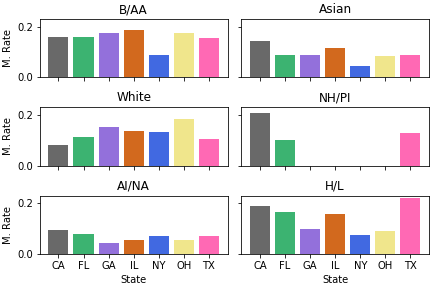 B/AA Asian
0.2
M. Rate
0.0
White NH/PI
0.2
M. Rate
0.0
AI/NA H/L
0.2
M. Rate
0.0
CA FL GA IL NY OH TX CA FL GA IL NY OH TX
State State